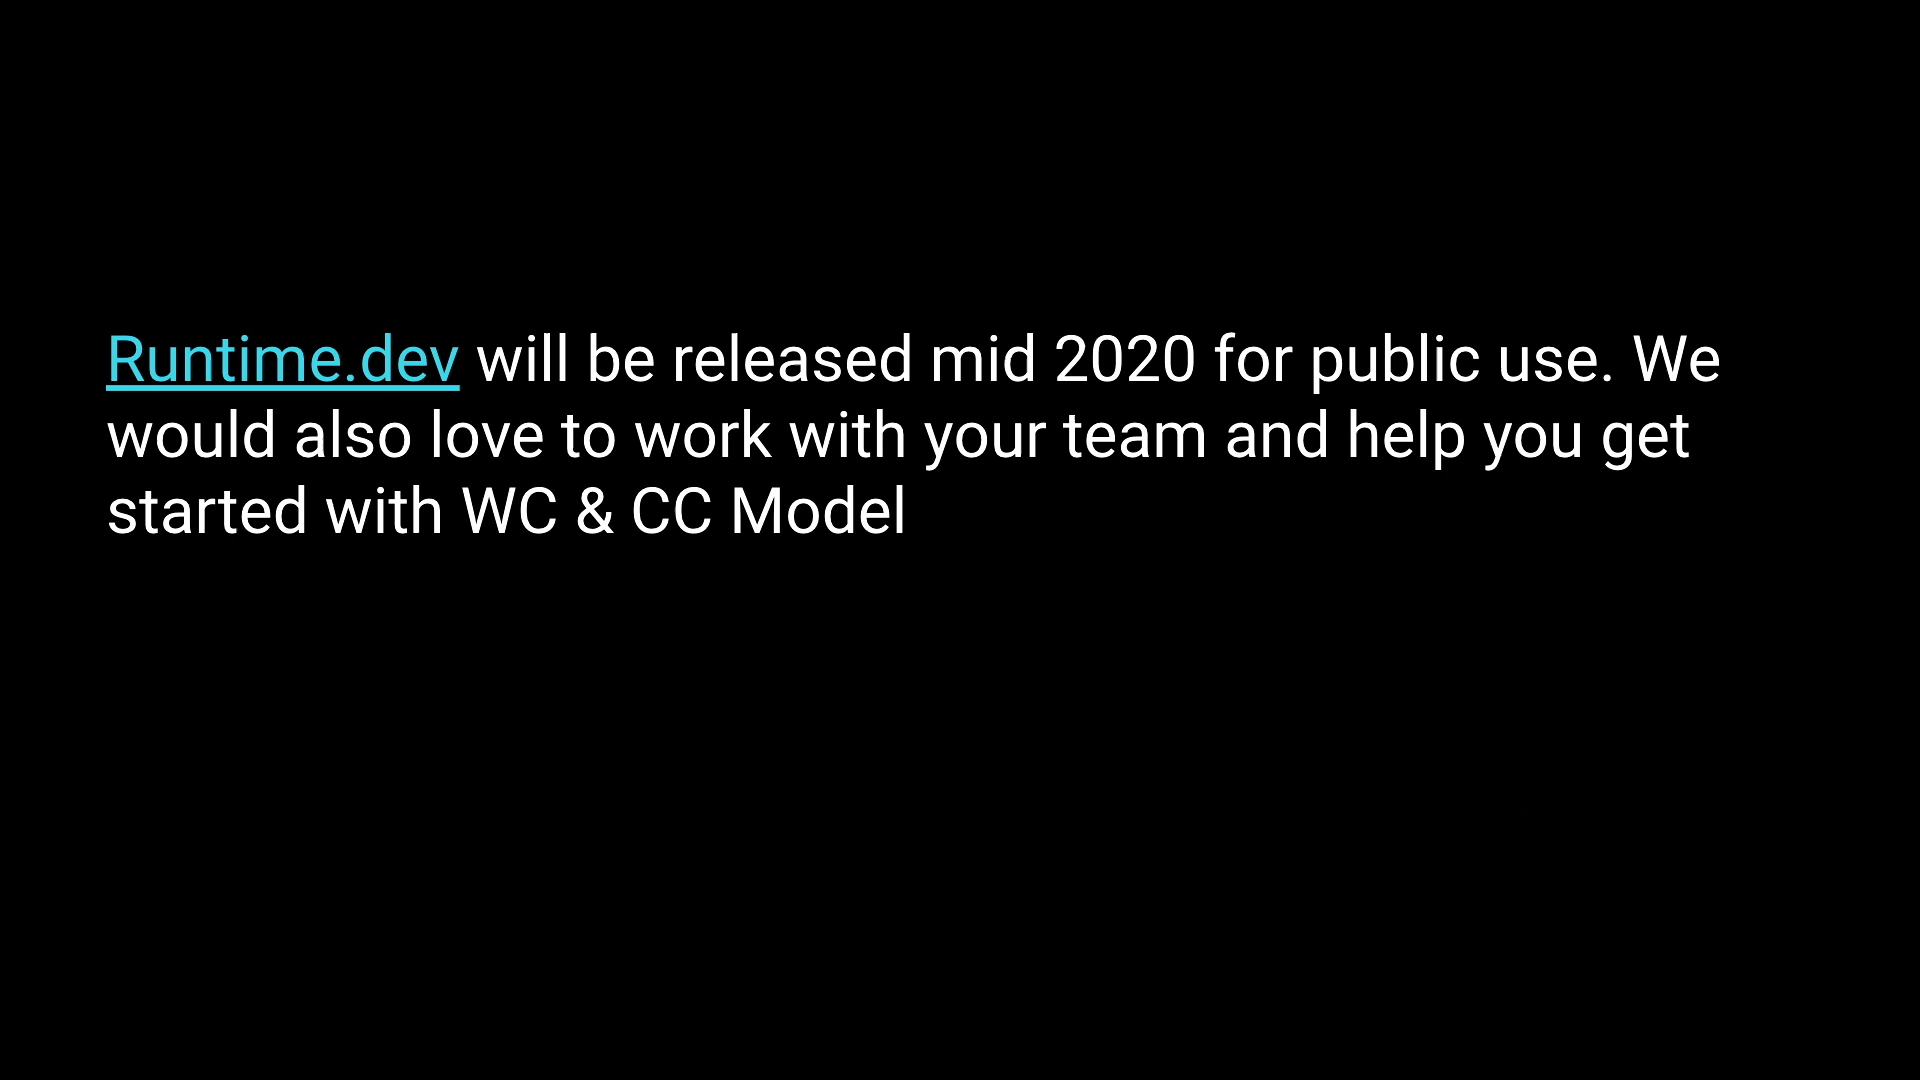 Runtime.dev will be released mid 2020 for public use. We
would also love to work with your team and help you get
started with WC & CC Model